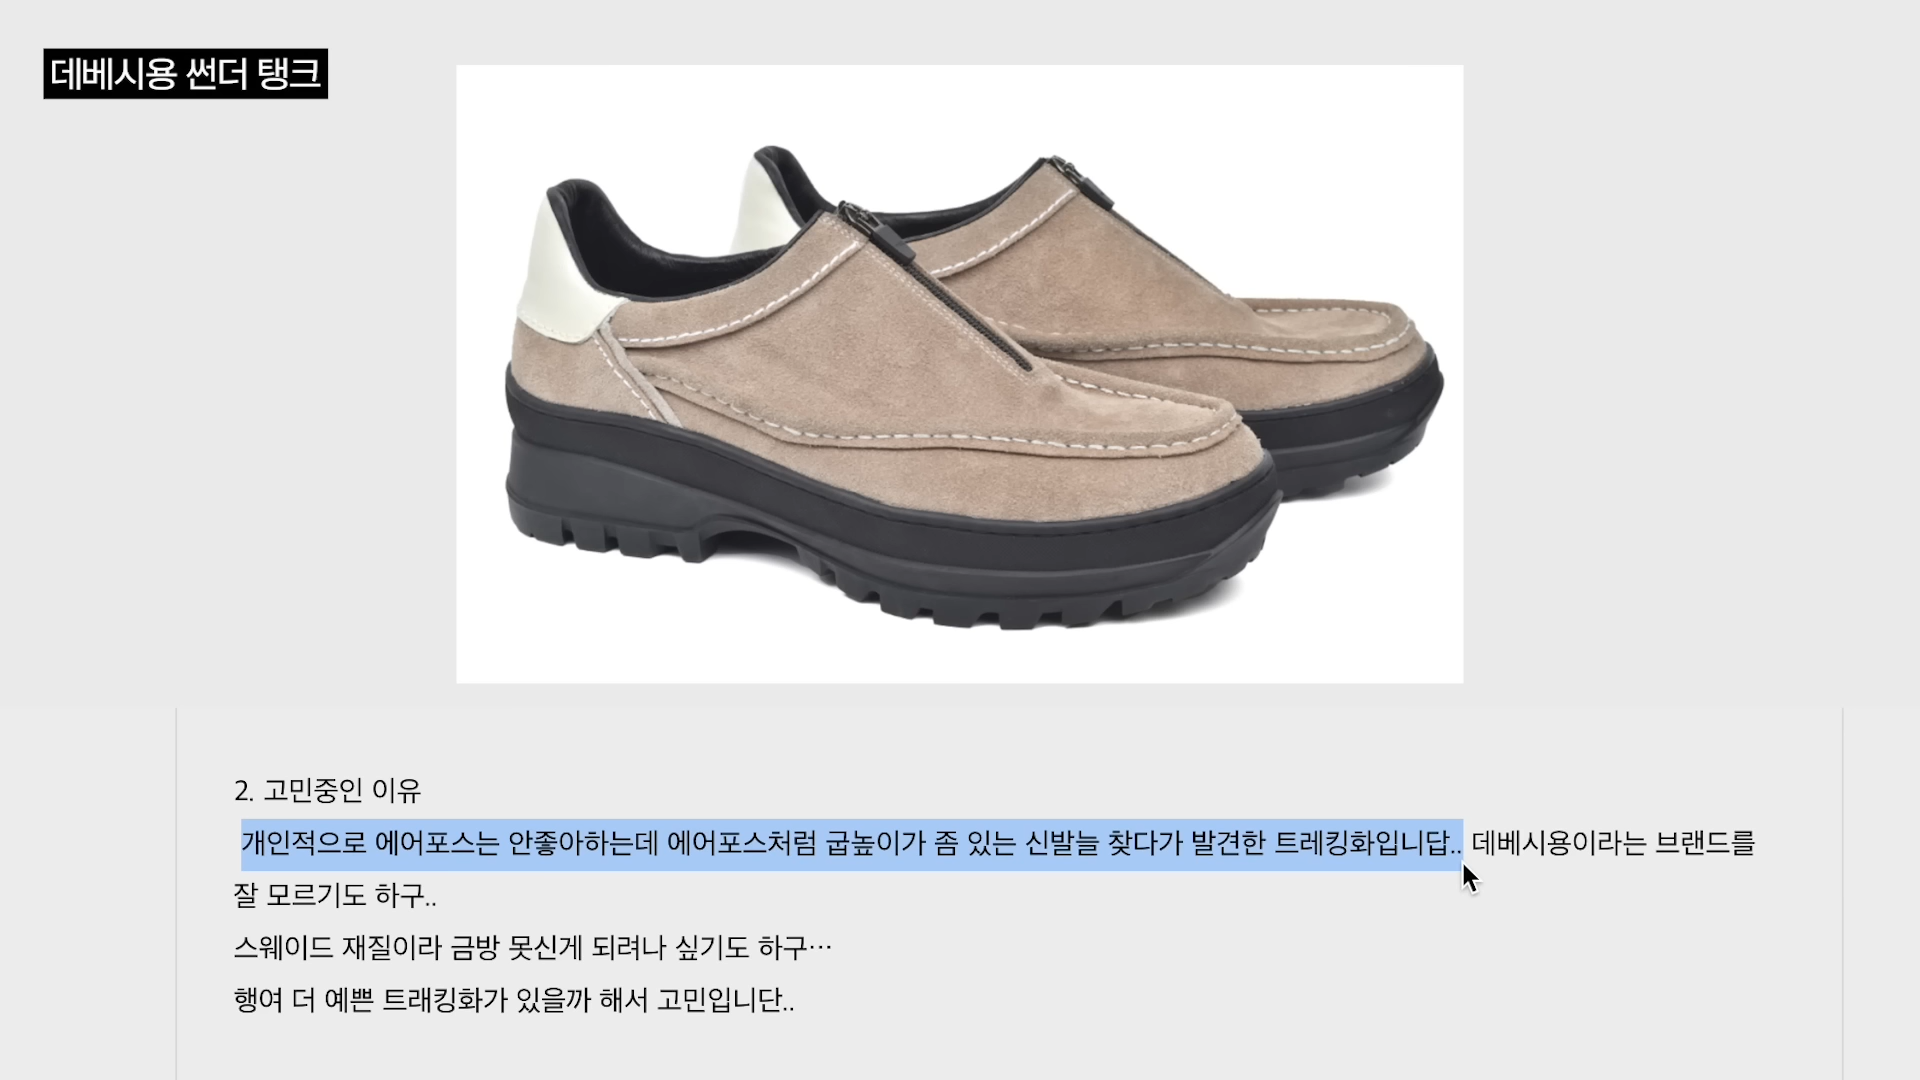 데베시용 썬더 탱크
2. 고민중인 이유
개인적으로 에어포스는 안좋아하는데 에어포스처럼 굽높이가 좀 있는 신발늘 찾다가 발견한 트레킹화입니답.. 데베시용이라는 브랜드를
잘 모르기도 하구..
스웨이드 재질이라 금방 못신게 되려나 싶기도 하구…
행여 더 예쁜 트래킹화가 있을까 해서 고민입니단..